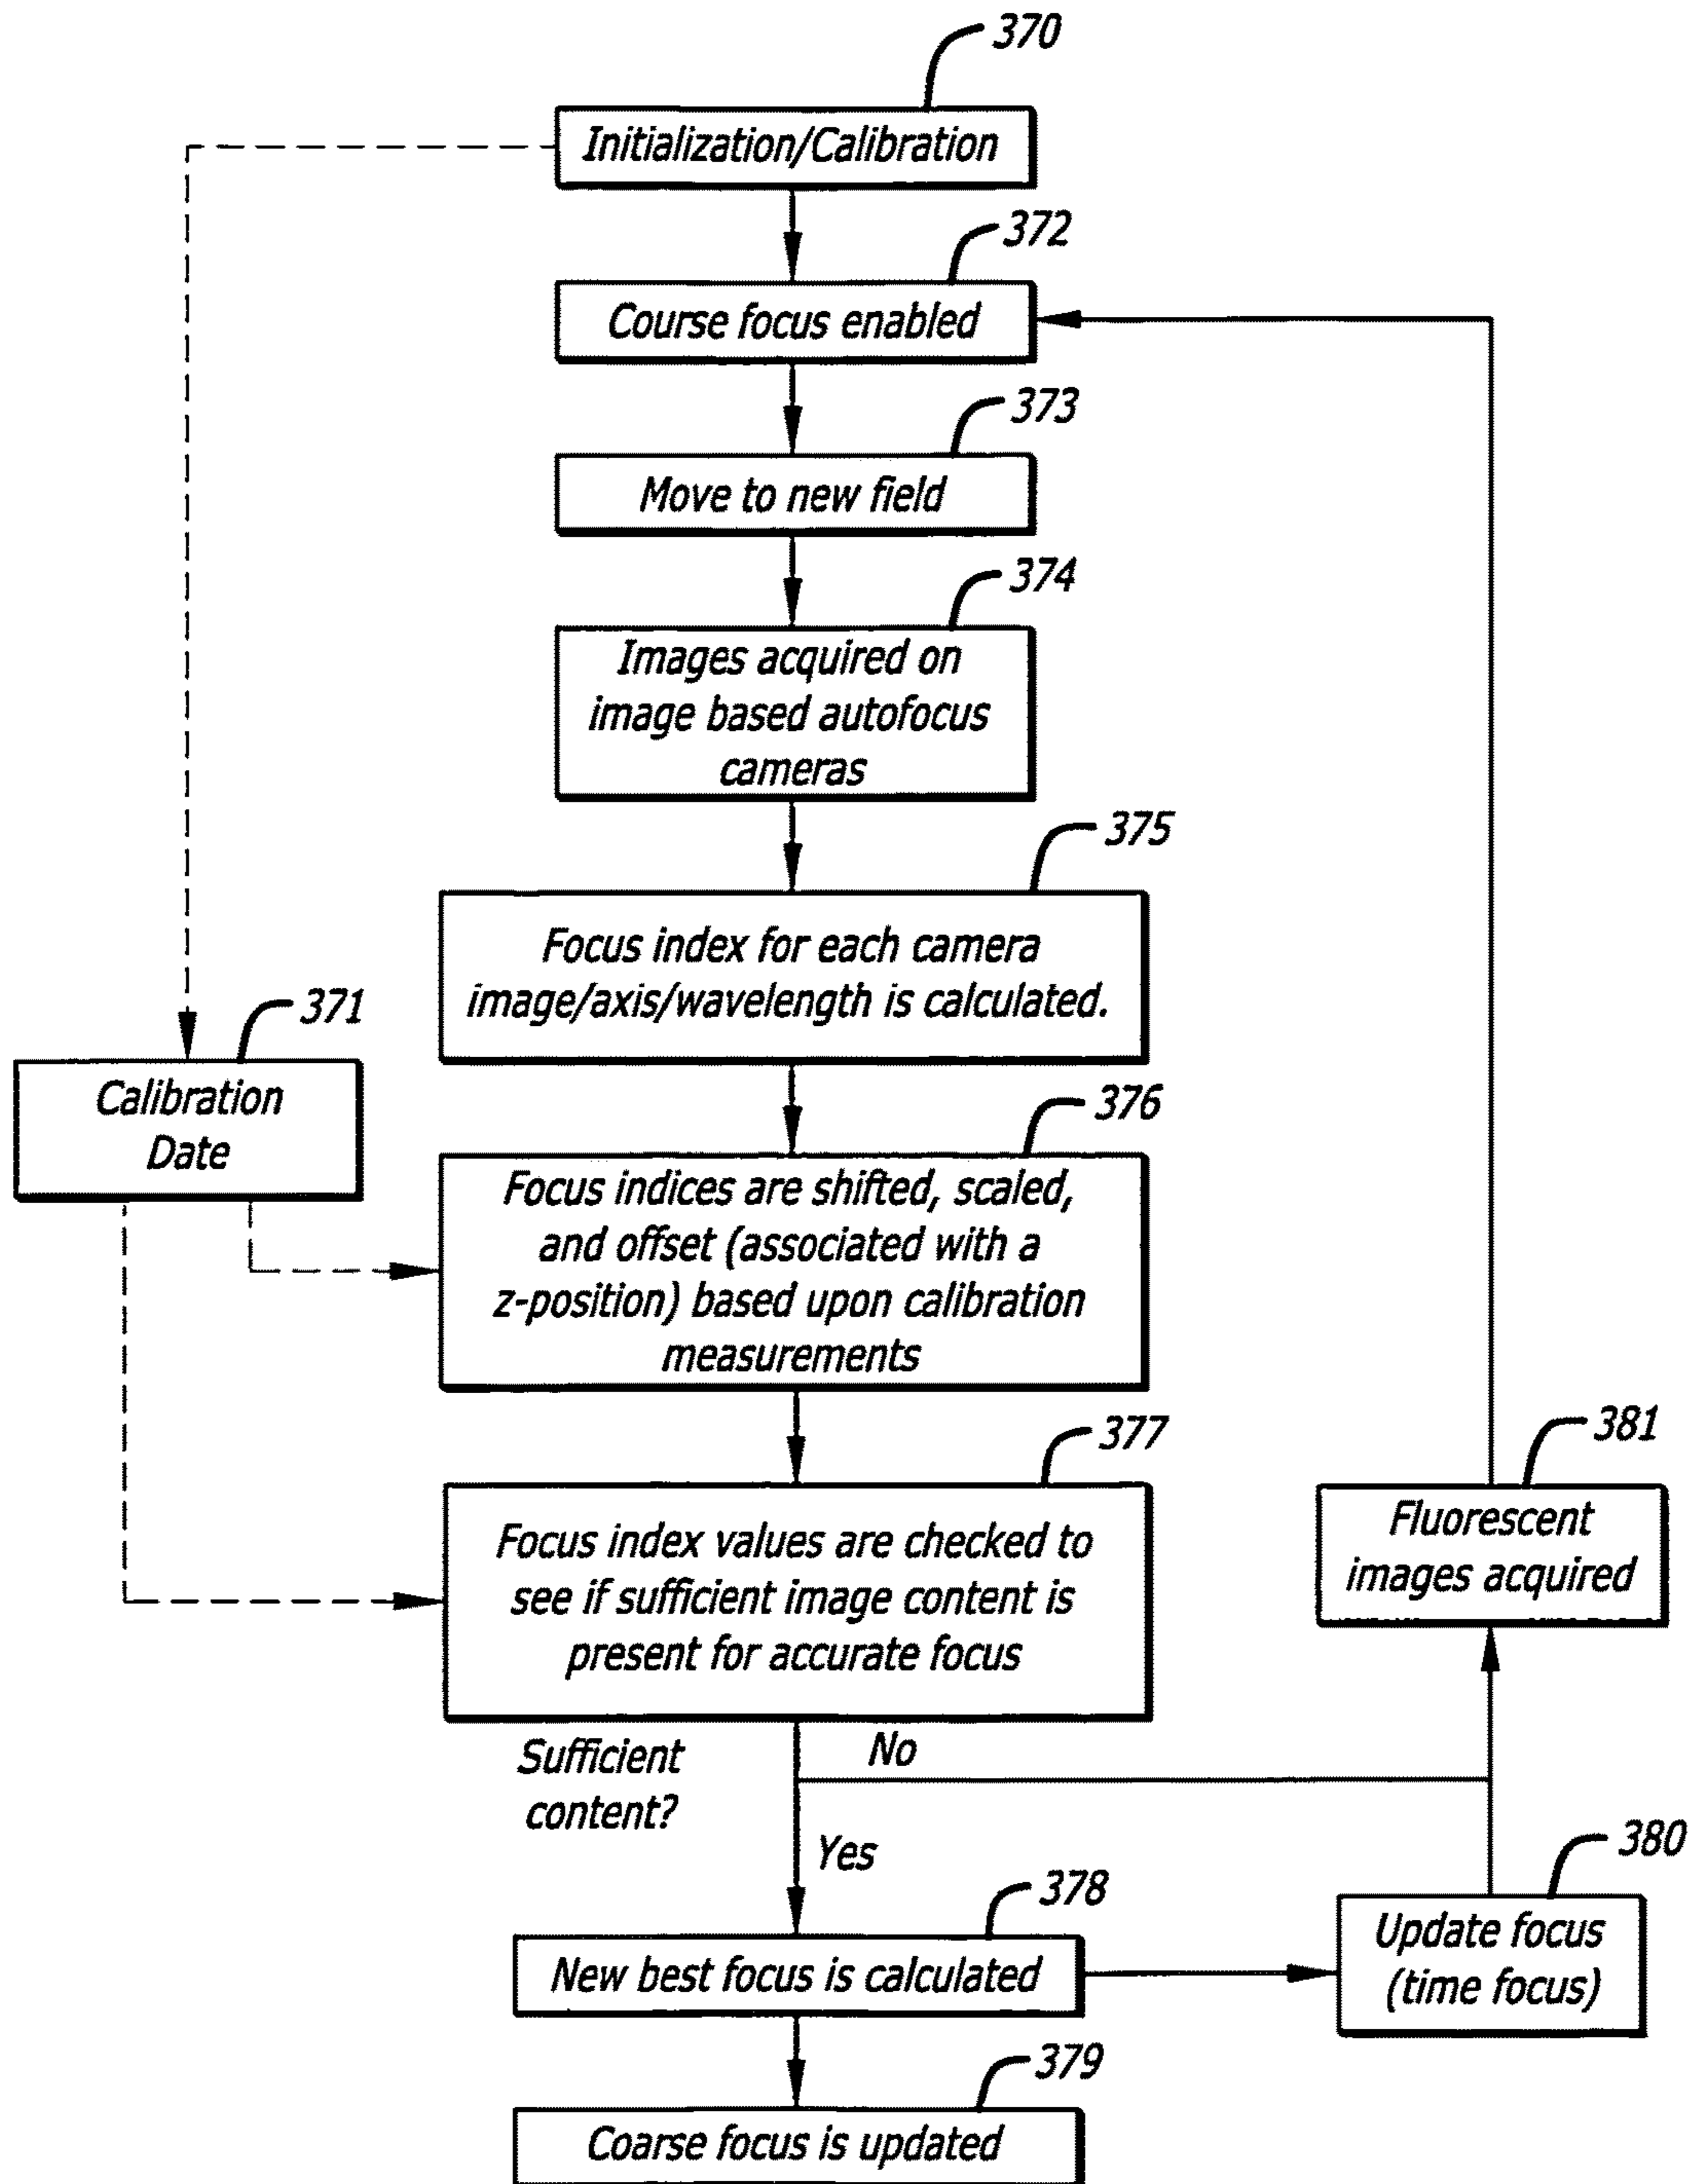 370
Initialization/Calibration
372
Course focus enabled
373
Move to new field
374
Images acquired on
image based autofocus
cameras
375
Focus index for each camera
image/axis/wavelength is calculated.
371
Calibration
Date
376
Focus indices are shifted, scaled,
and offset (associated with a
z-position) based upon calibration
measurements
377
Focus index values are checked to
see if sufficient image content is
present for accurate focus
381
Fluorescent
images acquired
Sufficient
content?
No
Yes
378
New best focus is calculated
380
Update focus
(time focus)
379
Coarse focus is updated